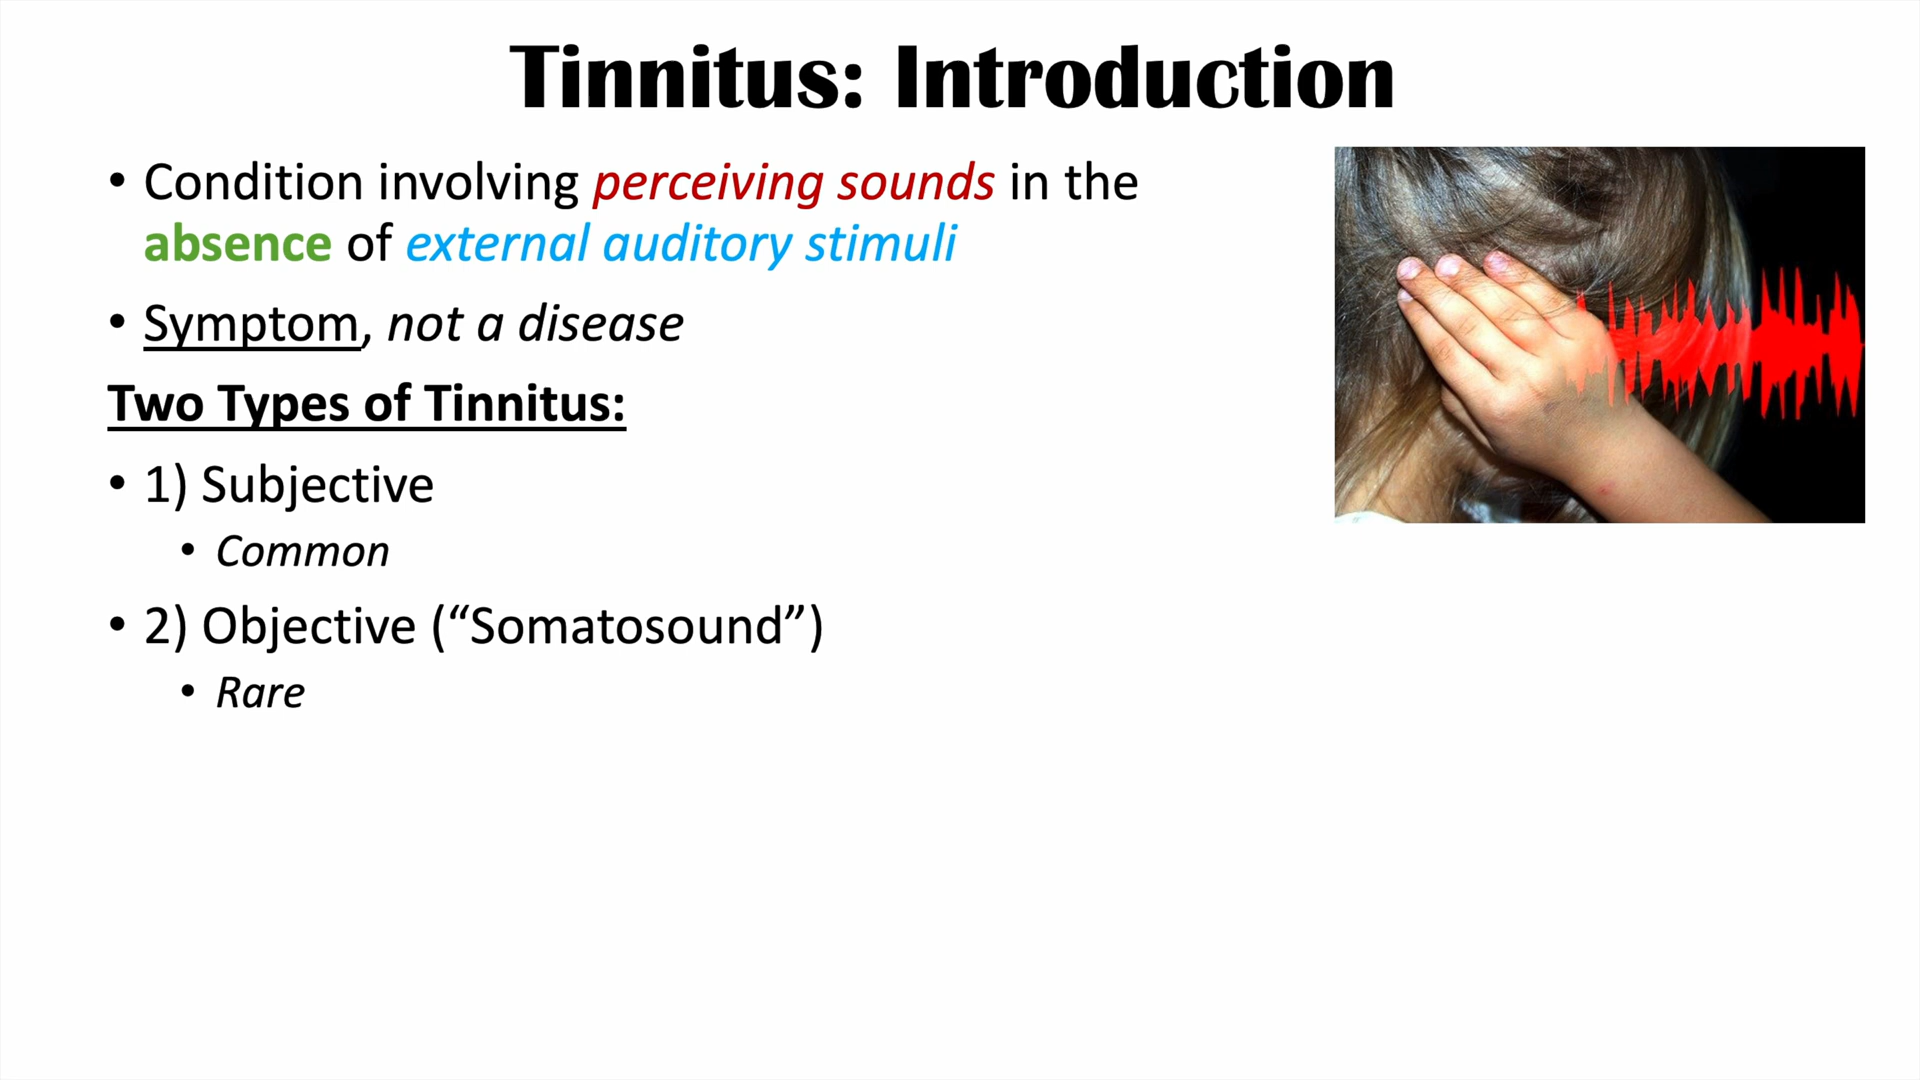 Tinnitus: Introduction
• Condition involving perceiving sounds in the
absence of external auditory stimuli
• Symptom, not a disease
Two Types of Tinnitus:
• 1) Subjective
• Common
• 2) Objective (“Somatosound”)
• Rare